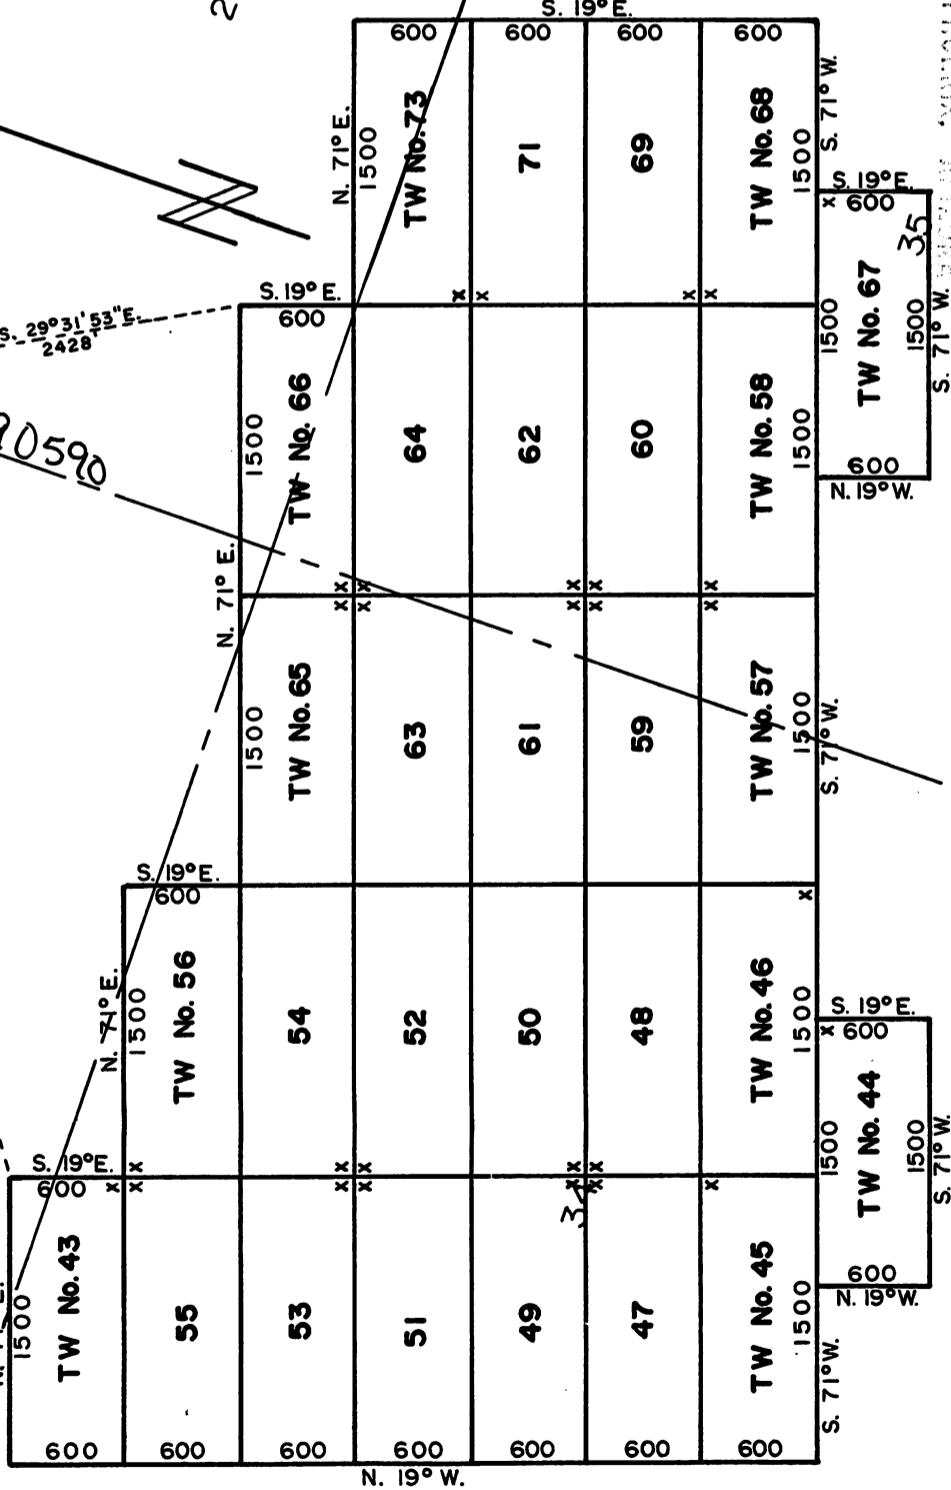 S. 19° E.
600 600 600 600
N. 71° E.
1500
TW No. 73
71
69
TW No. 68
1500
S. 71° W.
S. 19° E.
600
x
35
TW No. 67
1500
1500
S. 71° W.
600
N. 19° W.
S. 29° 31' 53" E.
2428
S. 19° E.
600
x x x x
1500
TW No. 66
64
62
60
TW No. 58
1500
90590
N. 71° E.
x x x x x
x x x x x
1500
TW No. 65
63
61
59
TW No. 57
1500
S. 71° W.
S. 19° E.
600
x
N. 71° E.
1500
TW No. 56
54
52
50
48
TW No. 46
1500
S. 19° E.
x 600
TW No. 44
1500
1500
S. 71° W.
600
N. 19° W.
S. 19° E.
600
x x x x x
x x x x x x x
1500
TW No. 43
55
53
51
49
47
TW No. 45
1500
S. 71° W.
600 600 600 600 600 600 600
N. 19° W.